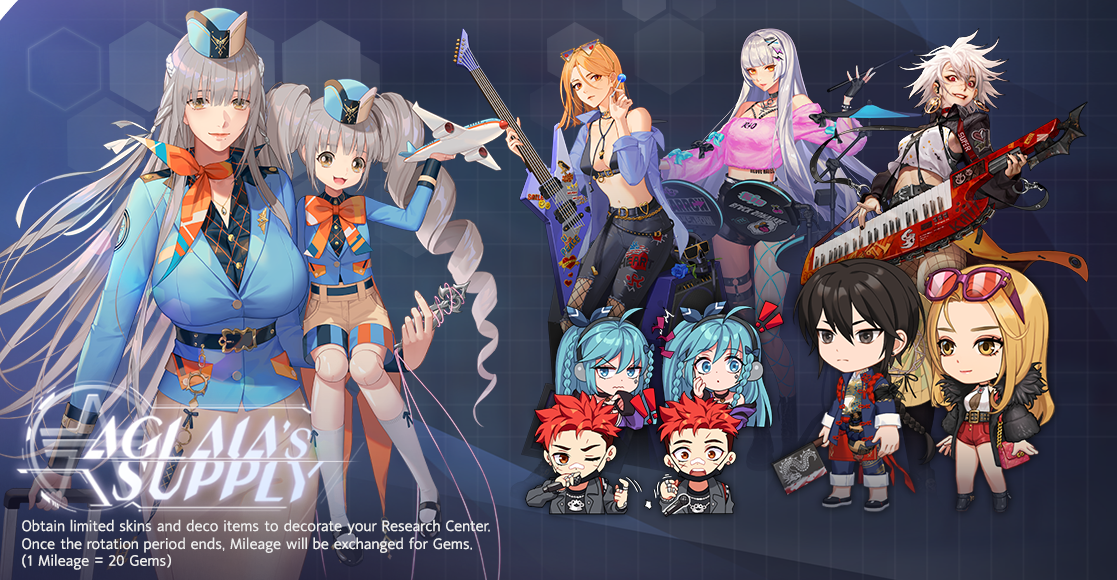 AGLAIA's
SUPPLY
Obtain limited skins and deco items to decorate your Research Center.
Once the rotation period ends, Mileage will be exchanged for Gems.
(1 Mileage = 20 Gems)